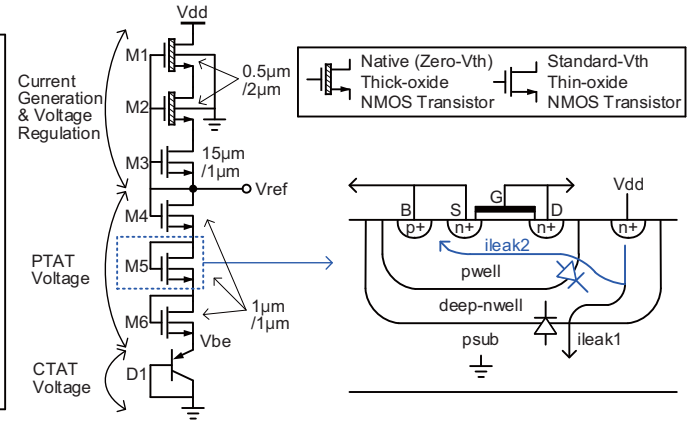 Vdd
M1
0.5μm
/2μm
Current
Generation
& Voltage
Regulation
M2
M3
15μm
/1μm
Vref
M4
PTAT
Voltage
M5
1μm
/1μm
M6
Vbe
CTAT
Voltage
D1
Native (Zero-Vth)
Thick-oxide
NMOS Transistor
Standard-Vth
Thin-oxide
NMOS Transistor
Vdd
B
S
G
D
p+
n+
n+
n+
ileak2
pwell
deep-nwell
psub
ileak1